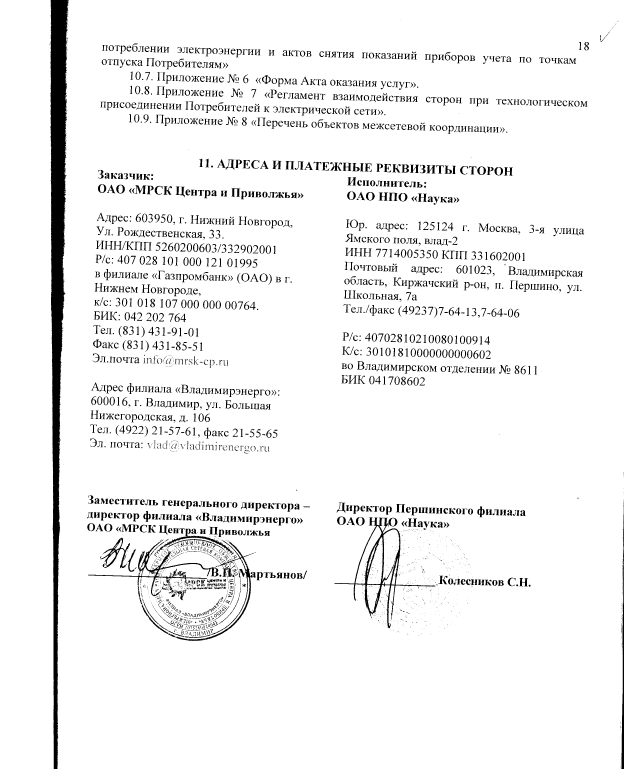 18
потреблении электроэнергии и актов снятия показаний приборов учета по точкам
отпуска Потребителям»
10.7. Приложение № 6 «Форма Акта оказания услуг».
10.8. Приложение № 7 «Регламент взаимодействия сторон при технологическом
присоединении Потребителей к электрической сети».
10.9. Приложение № 8 «Перечень объектов межсетевой координации».
11. АДРЕСА И ПЛАТЕЖНЫЕ РЕКВИЗИТЫ СТОРОН
Заказчик:
ОАО «МРСК Центра и Приволжья»
Адрес: 603950, г. Нижний Новгород,
Ул. Рождественская, 33.
ИНН/КПП 5260200603/332902001
Р/с: 407 028 101 000 121 01995
в филиале «Газпромбанк» (ОАО) в г.
Нижнем Новгороде,
к/с: 301 018 107 000 000 00764.
БИК: 042 202 764
Тел. (831) 431-91-01
Факс (831) 431-85-51
Эл.почта info@mrsk-cp.ru
Адрес филиала «Владимирэнерго»:
600016, г. Владимир, ул. Большая
Нижегородская, д. 106
Тел. (4922) 21-57-61, факс 21-55-65
Эл. почта: vlad@vladimirenergo.ru
Исполнитель:
ОАО НПО «Наука»
Юр. адрес: 125124 г. Москва, 3-я улица
Ямского поля, влад-2
ИНН 7714005350 КПП 331602001
Почтовый адрес: 601023, Владимирская
область, Киржачский р-он, п. Першино, ул.
Школьная, 7а
Тел./факс (49237)7-64-13,7-64-06
Р/с: 40702810210080100914
К/с: 30101810000000000602
во Владимирском отделении № 8611
БИК 041708602
Заместитель генерального директора –
директор филиала «Владимирэнерго»
ОАО «МРСК Центра и Приволжья
/В.П. Мартьянов/
МРСК
г. ВЛАДИМИР
Директор Першинского филиала
ОАО НПО «Наука»
Колесников С.Н.